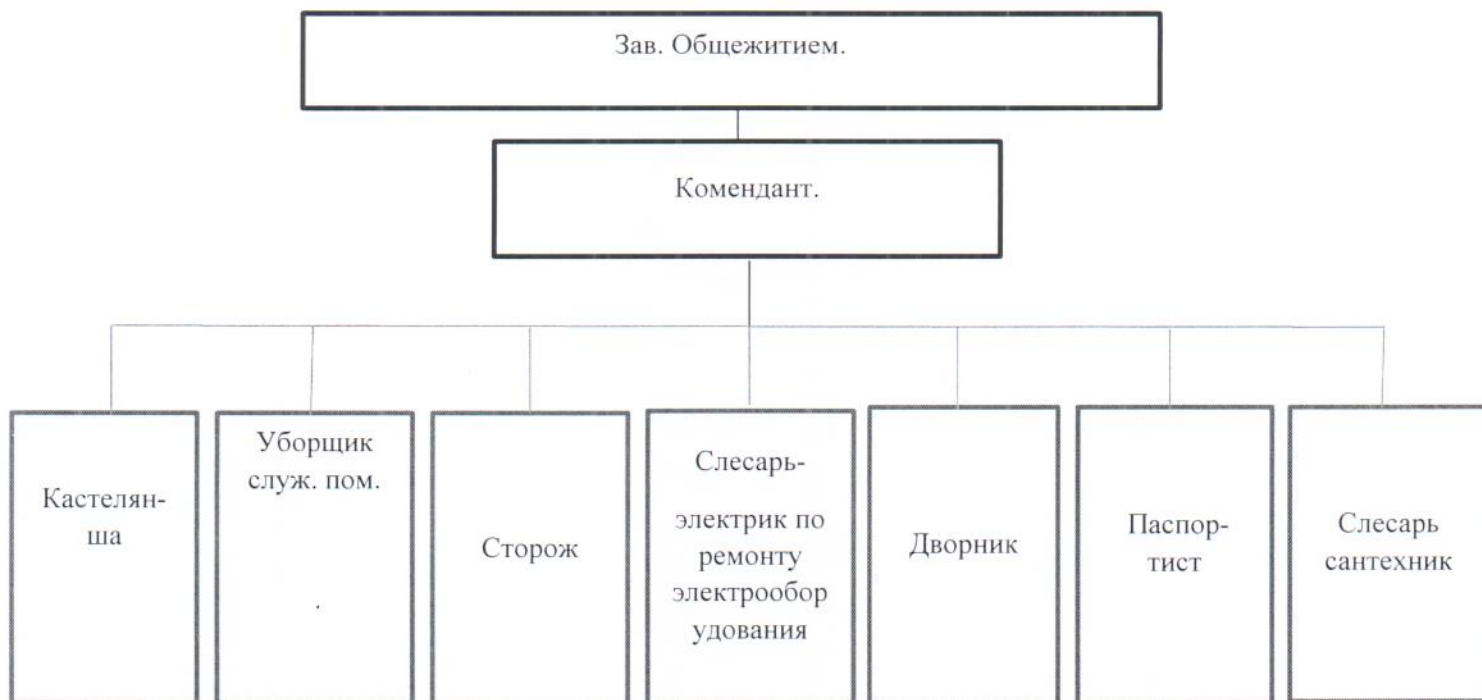 Зав. Общежитием.
Комендант.
Кастелян-
ша
Уборщик
служ. пом.
.
Сторож
Слесарь-
электрик по
ремонту
электрообор
удования
Дворник
Паспор-
тист
Слесарь
сантехник